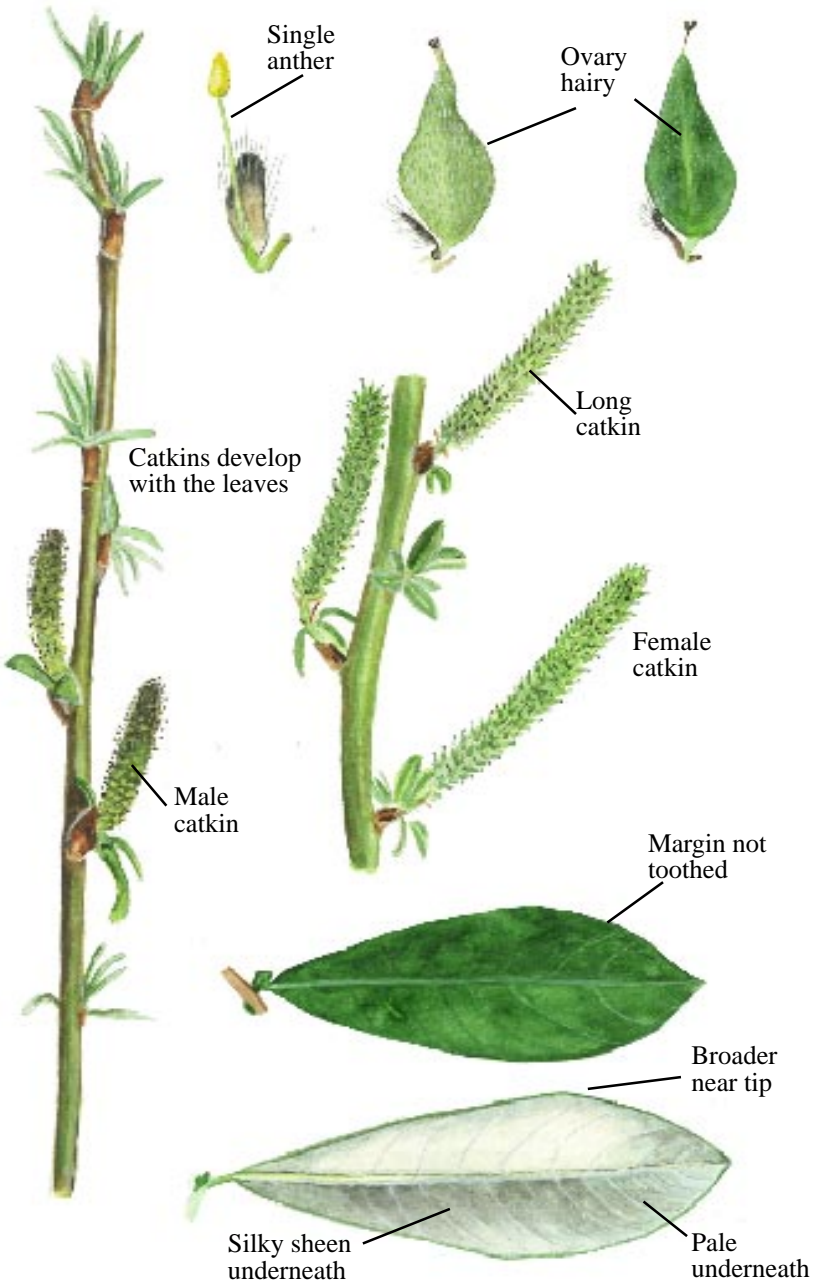 Single
anther
Ovary
hairy
Long
catkin
Catkins develop
with the leaves
Female
catkin
Male
catkin
Margin not
toothed
Broader
near tip
Silky sheen
underneath
Pale
underneath